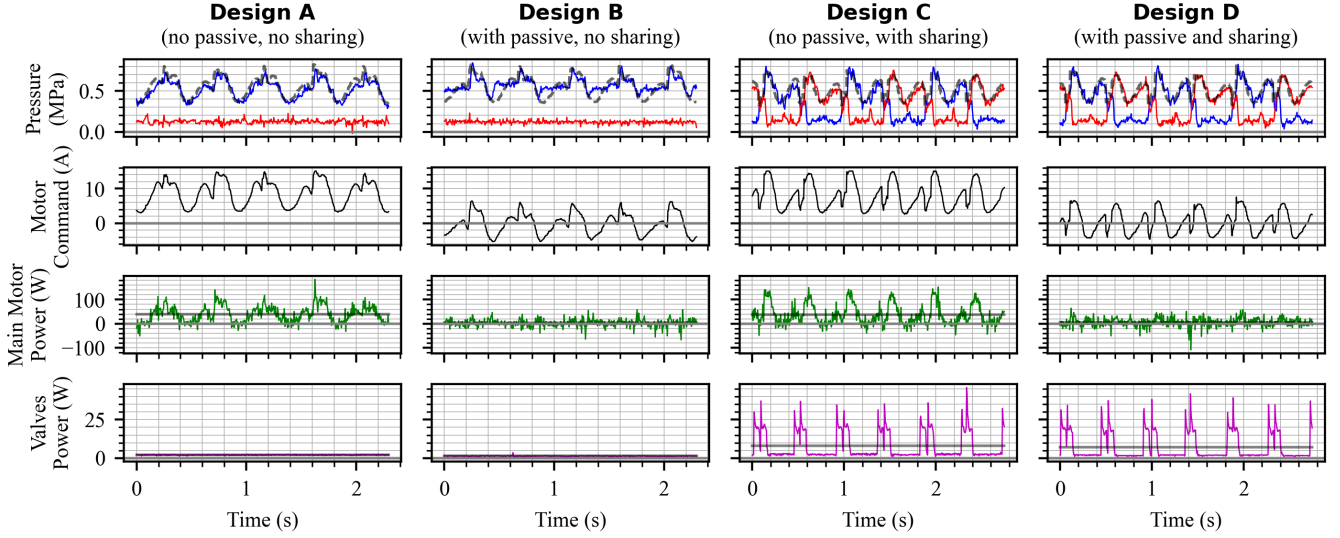 Design A
(no passive, no sharing)
Design B
(with passive, no sharing)
Design C
(no passive, with sharing)
Design D
(with passive and sharing)
Pressure
(MPa)
0.5
0.0
Motor
Command (A)
10
0
Main Motor
Power (W)
100
0
−100
Valves
Power (W)
25
0
0 1 2
0 1 2
0 1 2
0 1 2
Time (s)
Time (s)
Time (s)
Time (s)